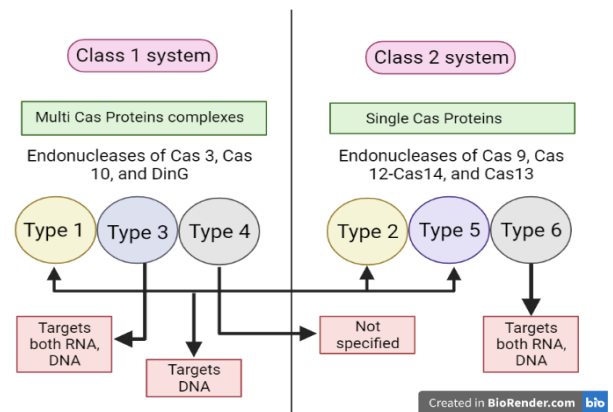 Class 1 system
Class 2 system
Multi Cas Proteins complexes
Single Cas Proteins
Endonucleases of Cas 3, Cas
10, and DinG
Endonucleases of Cas 9, Cas
12-Cas14, and Cas13
Type 1
Type 3
Type 4
Type 2
Type 5
Type 6
Targets
both RNA,
DNA
Targets
DNA
Not
specified
Targets
both RNA,
DNA
Created in BioRender.com bio